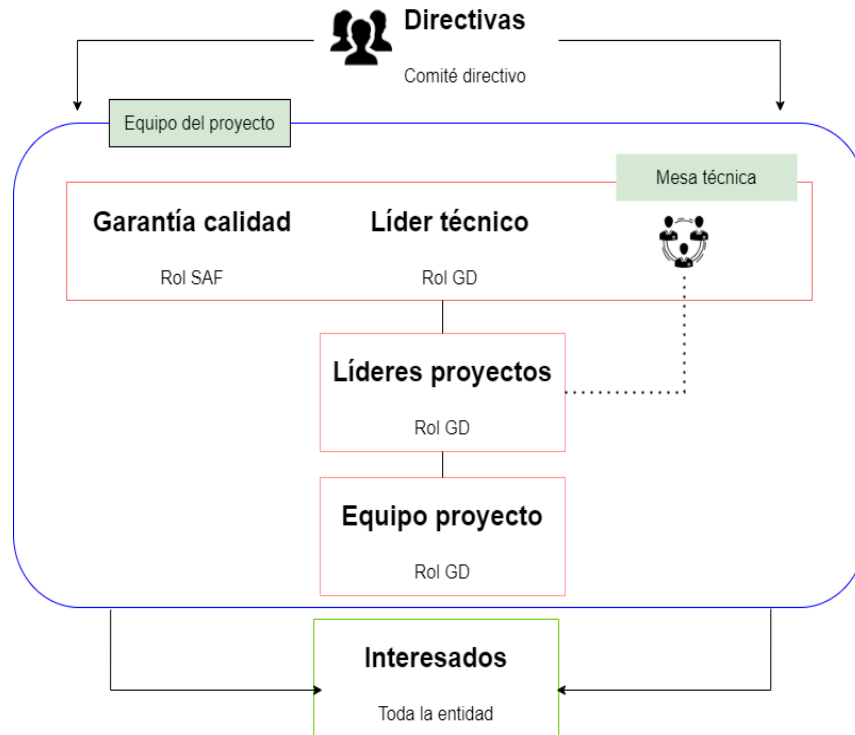 Directivas
Comité directivo
Equipo del proyecto
Mesa técnica
Garantía calidad
Líder técnico
Rol SAF
Rol GD
Líderes proyectos
Rol GD
Equipo proyecto
Rol GD
Interesados
Toda la entidad